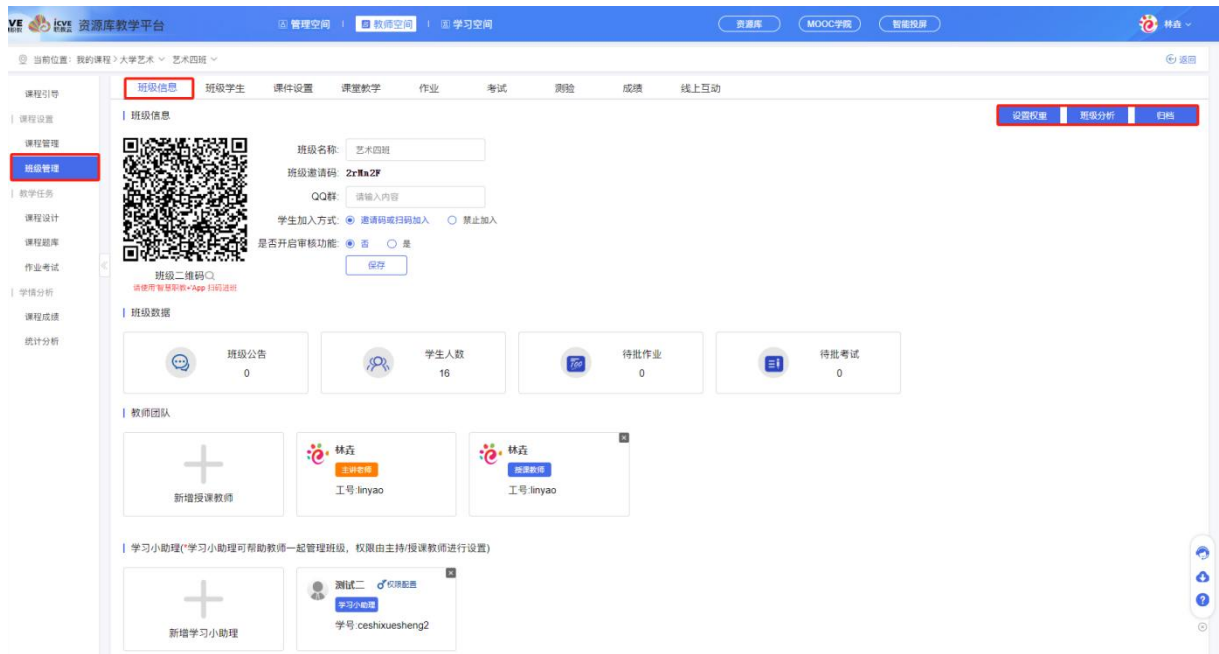 icve 资源库教学平台 管理空间 教师空间 学习空间 资源库 MOOC学院 智能投屏 林垚
当前位置: 我的课程 > 大学艺术 艺术四班 返回
课程引导 班级信息 班级学生 课件设置 课堂教学 作业 考试 测验 成绩 线上互动
课程设置 班级信息 设置权重 班级分析 归档
课程管理 班级名称: 艺术四班
班级管理 班级邀请码: 2rHn2F
教学任务 QQ群: 请输入内容
课程设计 学生加入方式: 邀请码或扫码加入 禁止加入
课程题库 是否开启审核功能: 否 是
作业考试 保存
班级二维码
学情分析 请使用'智慧职教+'App 扫码进班
课程成绩 班级数据
统计分析
班级公告 学生人数 待批作业 待批考试
0 16 0 0
教师团队
林垚 林垚
主讲老师 授课教师
新增授课教师 工号:linyao 工号:linyao
学习小助理(*学习小助理可帮助教师一起管理班级，权限由主持/授课教师进行设置)
测试二 权限配置
学习小助理
新增学习小助理 学号:ceshixuesheng2